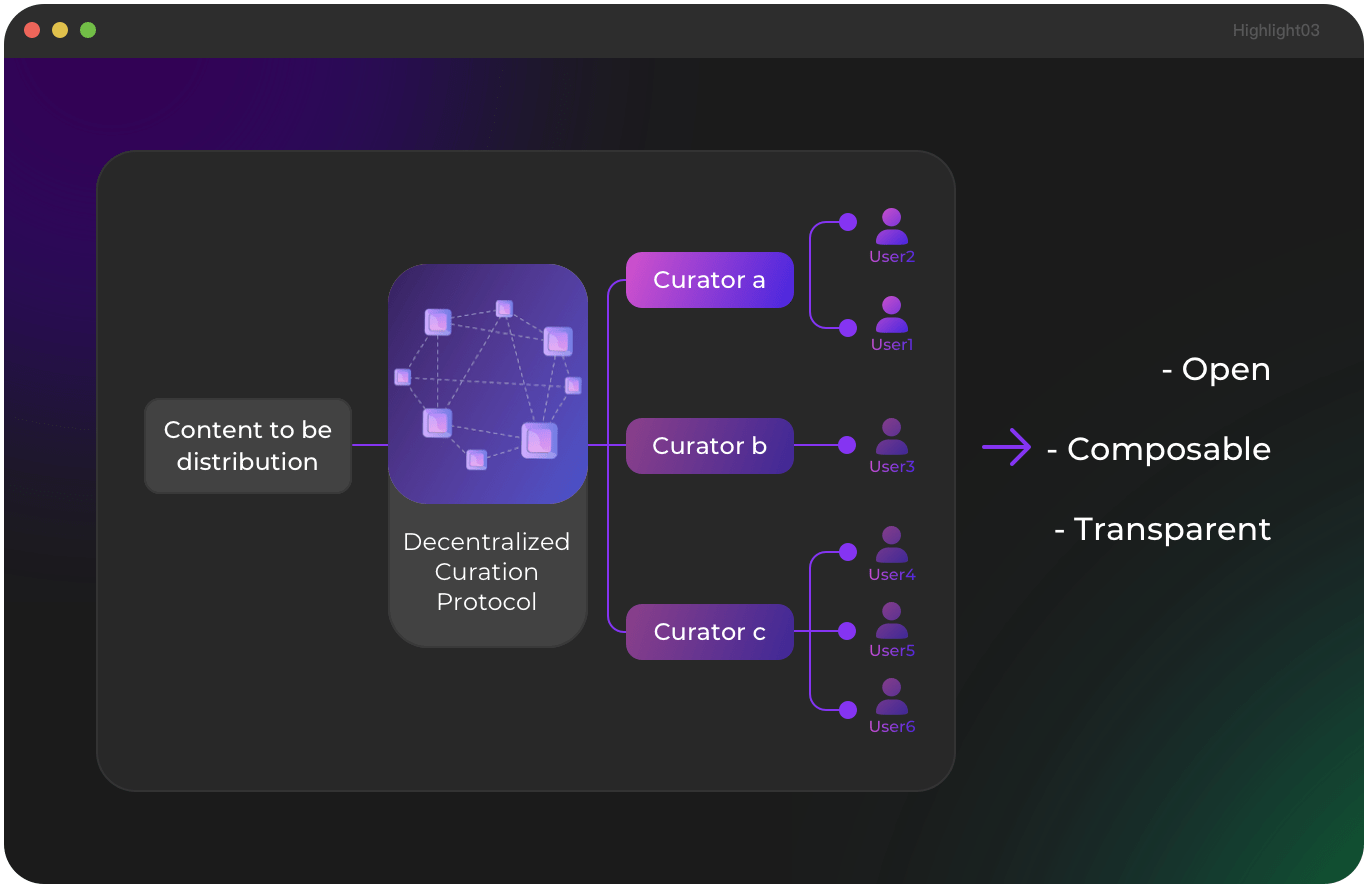 Highlight03
Content to be
distribution
Decentralized
Curation
Protocol
Curator a
User2
User1
Curator b
User3
Curator c
User4
User5
User6
- Open
- Composable
- Transparent